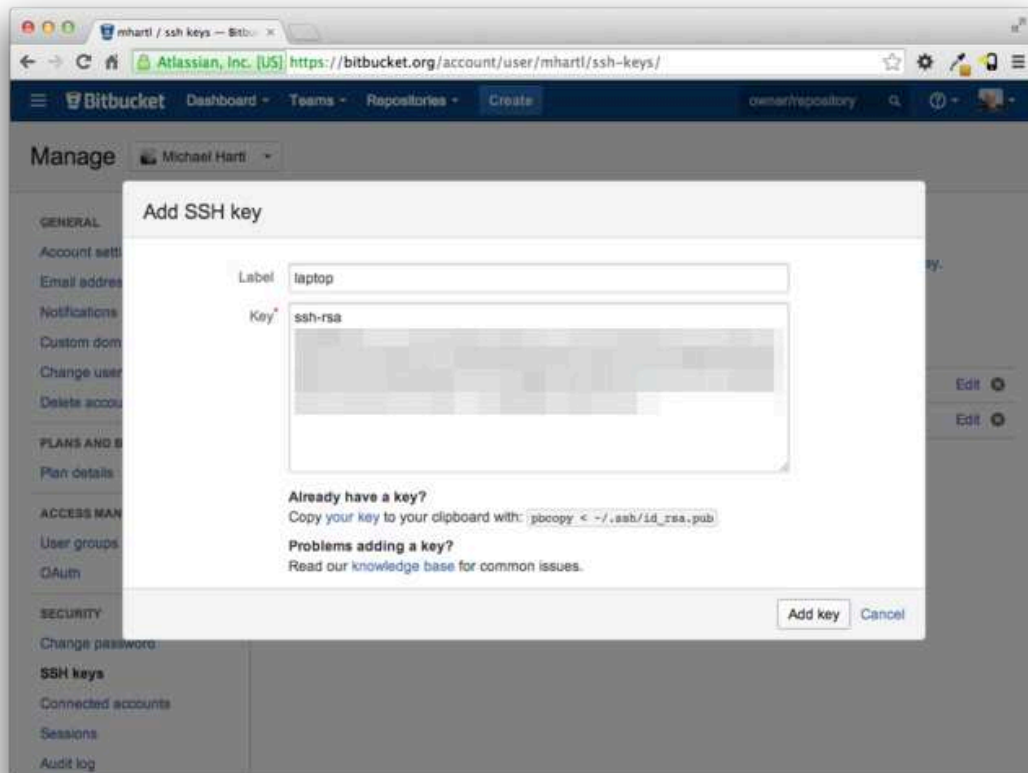 mhartl / ssh keys — Bitbu
Atlassian, Inc. [US] https://bitbucket.org/account/user/mhartl/ssh-keys/
Bitbucket Dashboard Teams Repositories Create owner/repository
Manage Michael Hartl
Add SSH key
GENERAL
Account setti
Email addres
Notifications
Custom dom
Change user
Delete accou
PLANS AND B
Plan details
ACCESS MAN
User groups
OAuth
SECURITY
Change password
SSH keys
Connected accounts
Sessions
Audit log
Label laptop
Key* ssh-rsa
Already have a key?
Copy your key to your clipboard with: pbcopy < ~/.ssh/id_rsa.pub
Problems adding a key?
Read our knowledge base for common issues.
Add key Cancel
ey.
Edit
Edit